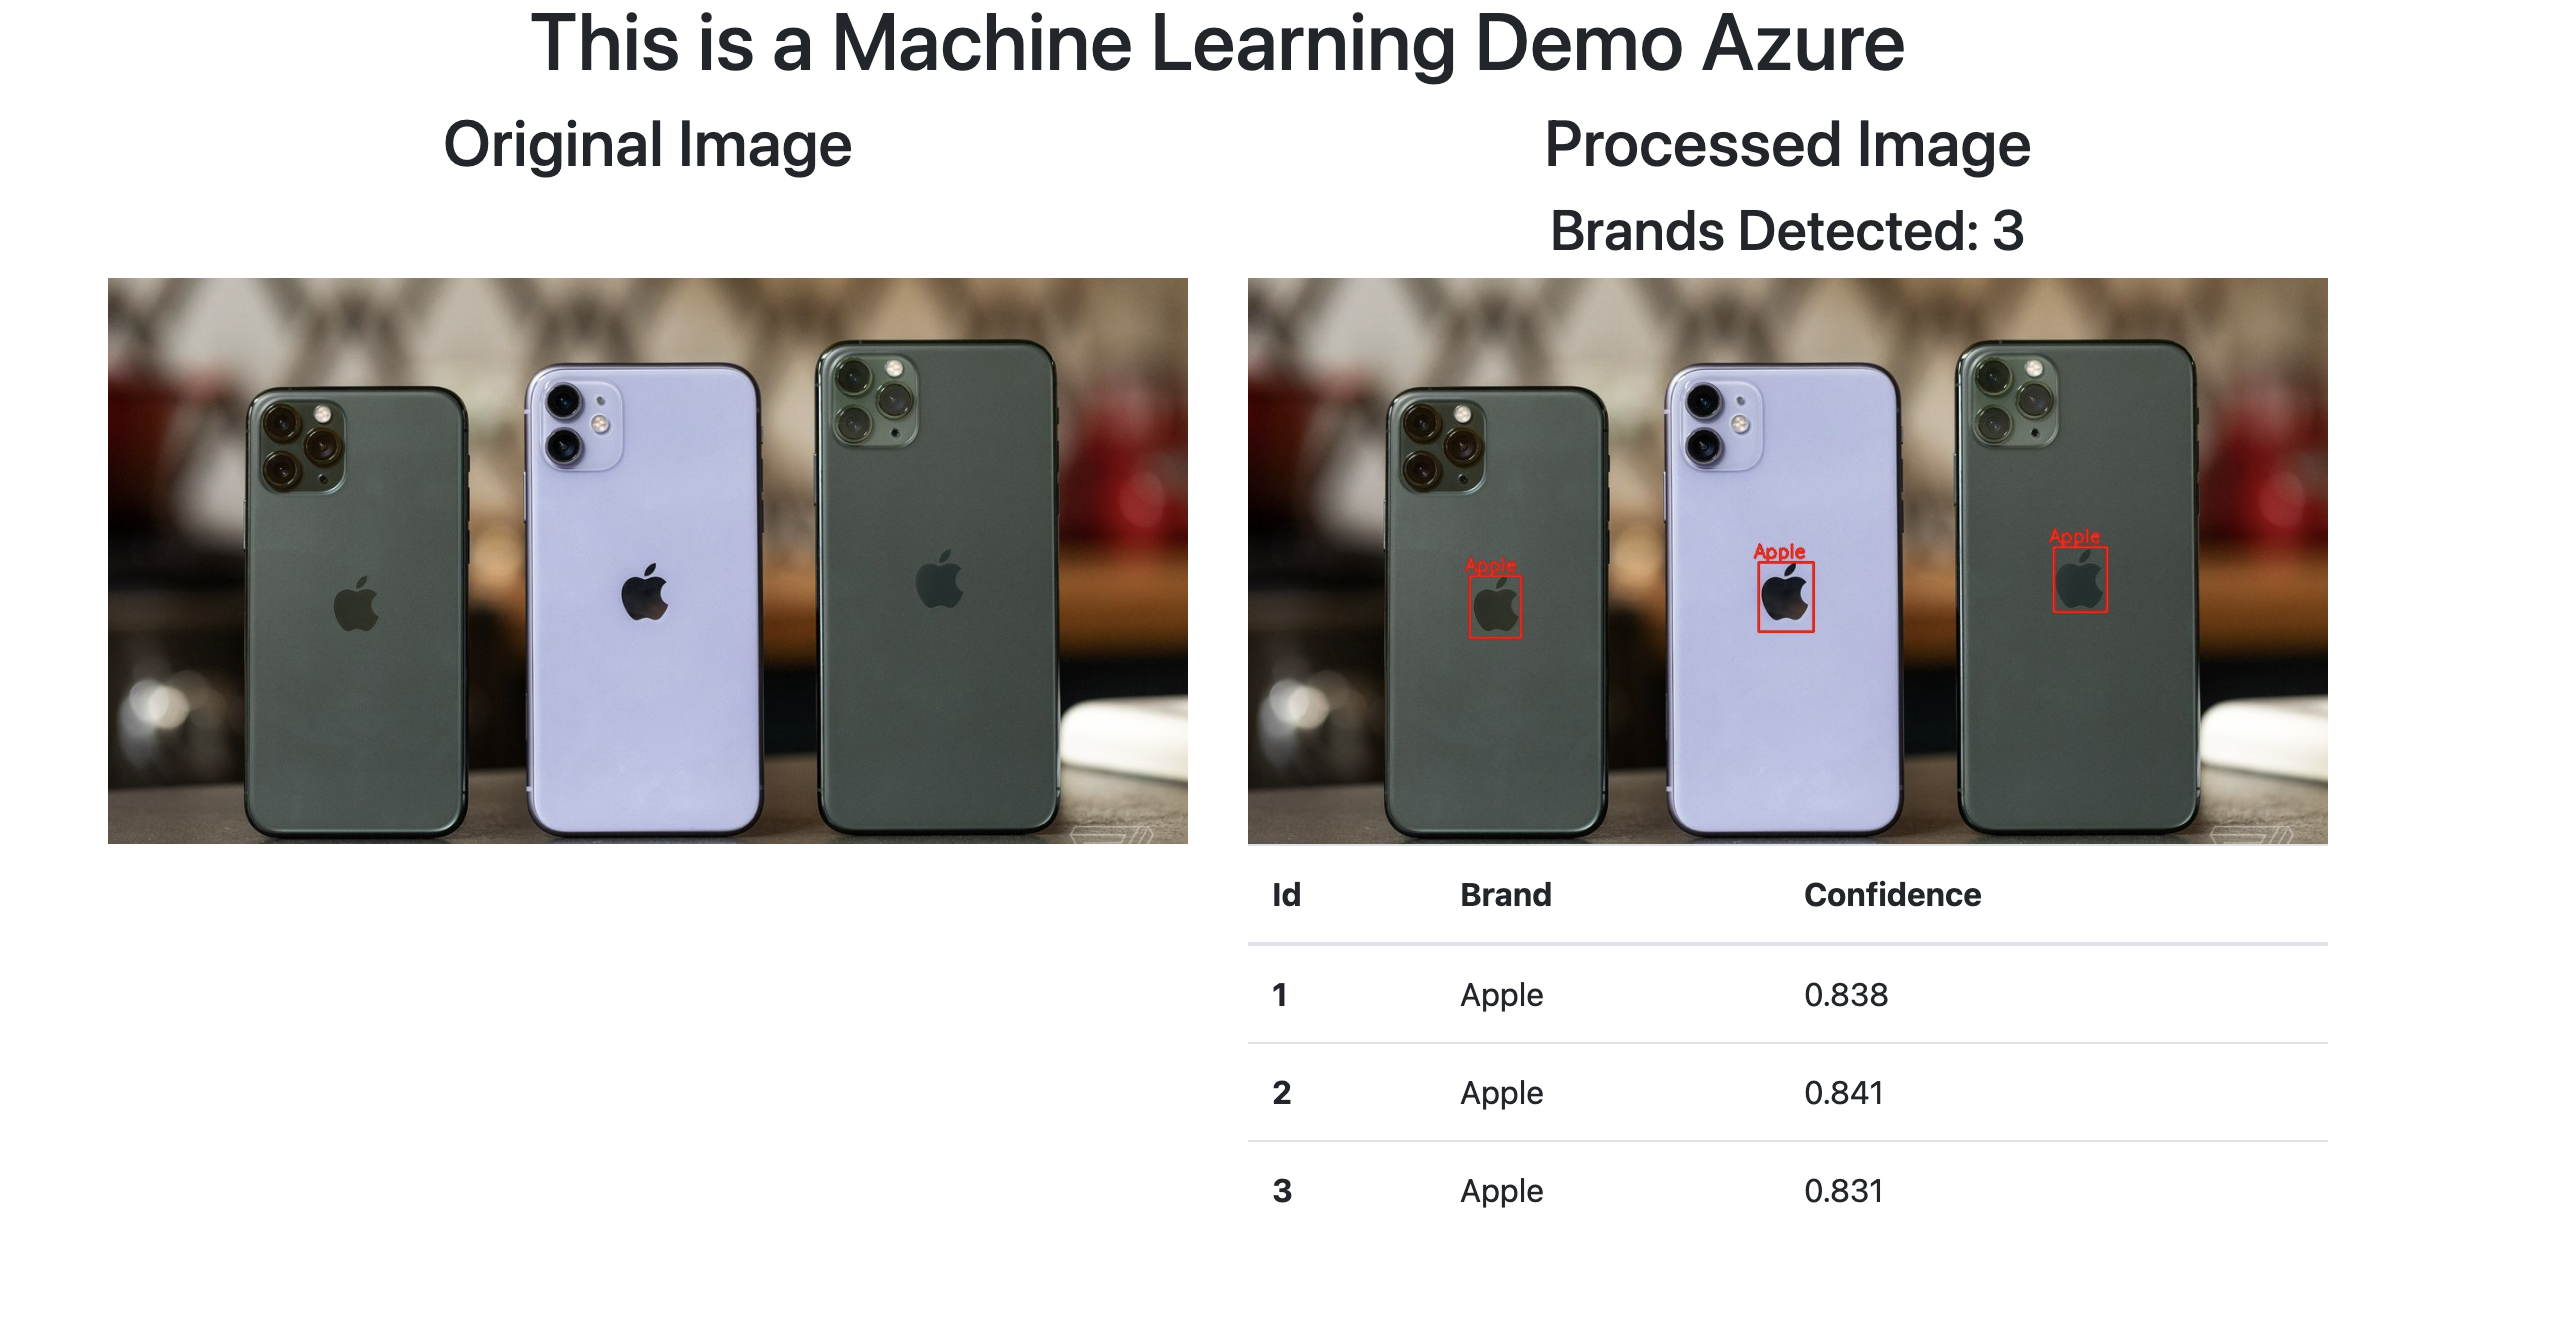 This is a Machine Learning Demo Azure
Original Image
Processed Image
Brands Detected: 3
Apple
Apple
Apple
Id Brand Confidence
1 Apple 0.838
2 Apple 0.841
3 Apple 0.831